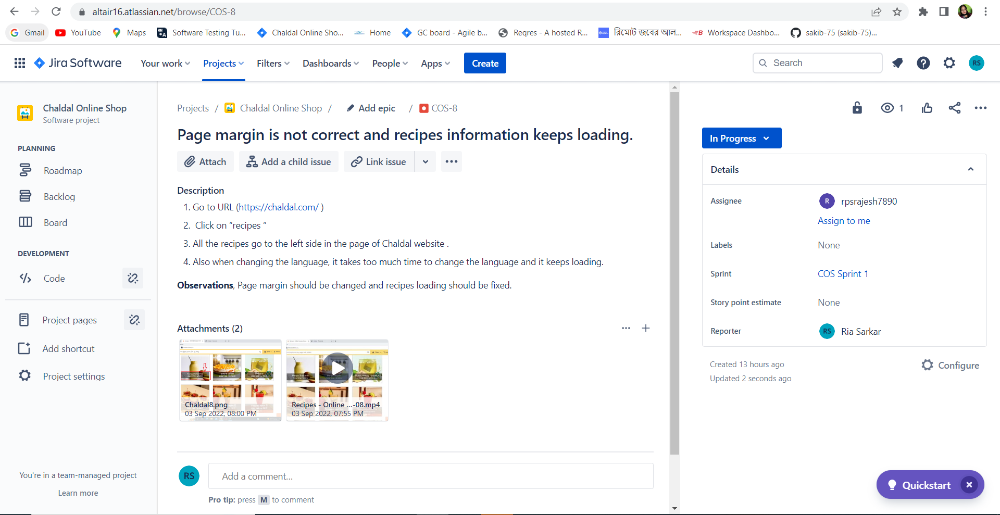 altair16.atlassian.net/browse/COS-8
Gmail YouTube Maps Software Testing Tu... Chaldal Online Sho... Home GC board - Agile b... Reqres - A hosted R... রিমোট জবের আল... Workspace Dashbo... sakib-75 (sakib-75)...
Jira Software Your work Projects Filters Dashboards People Apps Create Search RS
Chaldal Online Shop
Software project
PLANNING
Roadmap
Backlog
Board
DEVELOPMENT
Code
Project pages
Add shortcut
Project settings
You're in a team-managed project
Learn more
Projects / Chaldal Online Shop / Add epic / COS-8
Page margin is not correct and recipes information keeps loading.
Attach Add a child issue Link issue
Description
1. Go to URL (https://chaldal.com/ )
2. Click on “recipes “
3. All the recipes go to the left side in the page of Chaldal website .
4. Also when changing the language, it takes too much time to change the language and it keeps loading.
Observations, Page margin should be changed and recipes loading should be fixed.
Attachments (2)
Chaldal8.png
03 Sep 2022, 08:00 PM
Recipes - Online ...-08.mp4
03 Sep 2022, 07:55 PM
RS Add a comment...
Pro tip: press M to comment
1
In Progress
Details
Assignee R rpsrajesh7890
Assign to me
Labels None
Sprint COS Sprint 1
Story point estimate None
Reporter RS Ria Sarkar
Created 13 hours ago
Updated 2 seconds ago
Configure
Quickstart